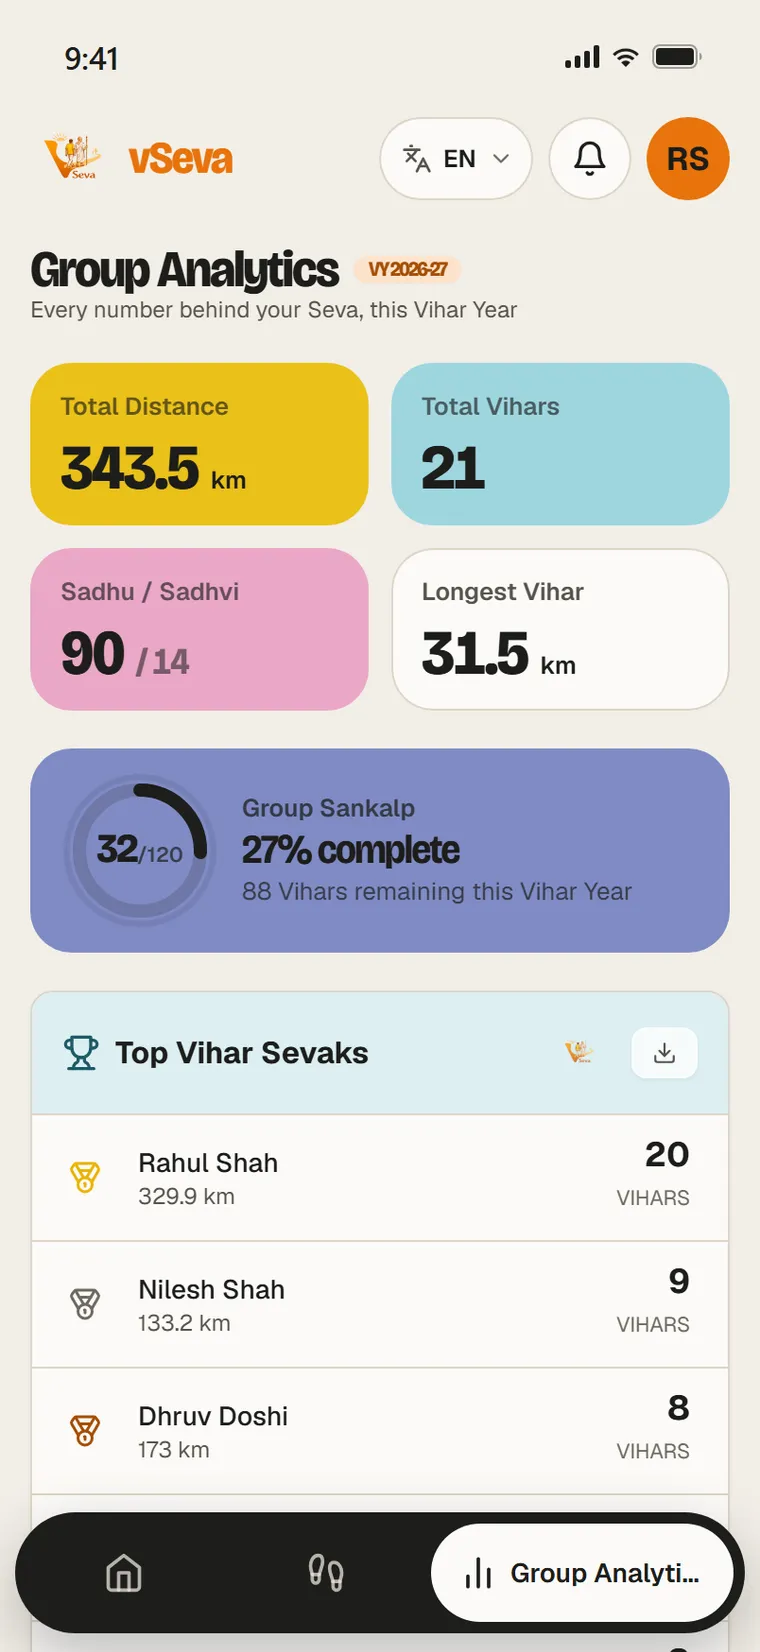 9:41
Seva
vSeva
EN
RS
Group Analytics
VY 2026-27
Every number behind your Seva, this Vihar Year
Total Distance
343.5 km
Total Vihars
21
Sadhu / Sadhvi
90 / 14
Longest Vihar
31.5 km
32/120
Group Sankalp
27% complete
88 Vihars remaining this Vihar Year
Top Vihar Sevaks
Rahul Shah
329.9 km
20
VIHARS
Nilesh Shah
133.2 km
9
VIHARS
Dhruv Doshi
173 km
8
VIHARS
Group Analyti...